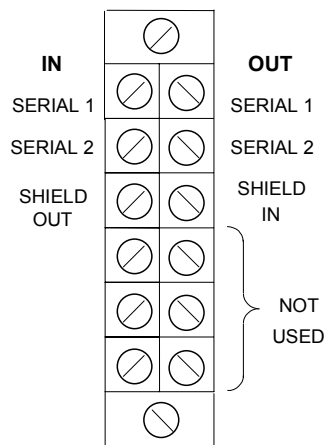 IN OUT
SERIAL 1 SERIAL 1
SERIAL 2 SERIAL 2
SHIELD SHIELD
OUT IN
NOT
USED